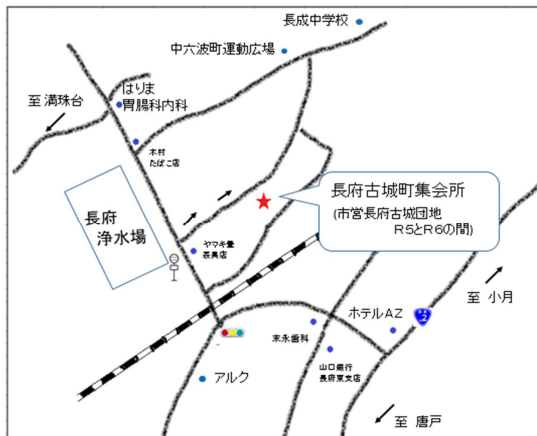 長成中学校
中六波町運動広場
はりま
胃腸科内科
至 満珠台
木村
たばこ店
長府
浄水場
長府古城町集会所
(市営長府古城団地
R5とR6の間)
ヤマキ畳
表具店
至 小月
ホテルAZ
2
末永歯科
山口銀行
長府東支店
アルク
至 唐戸